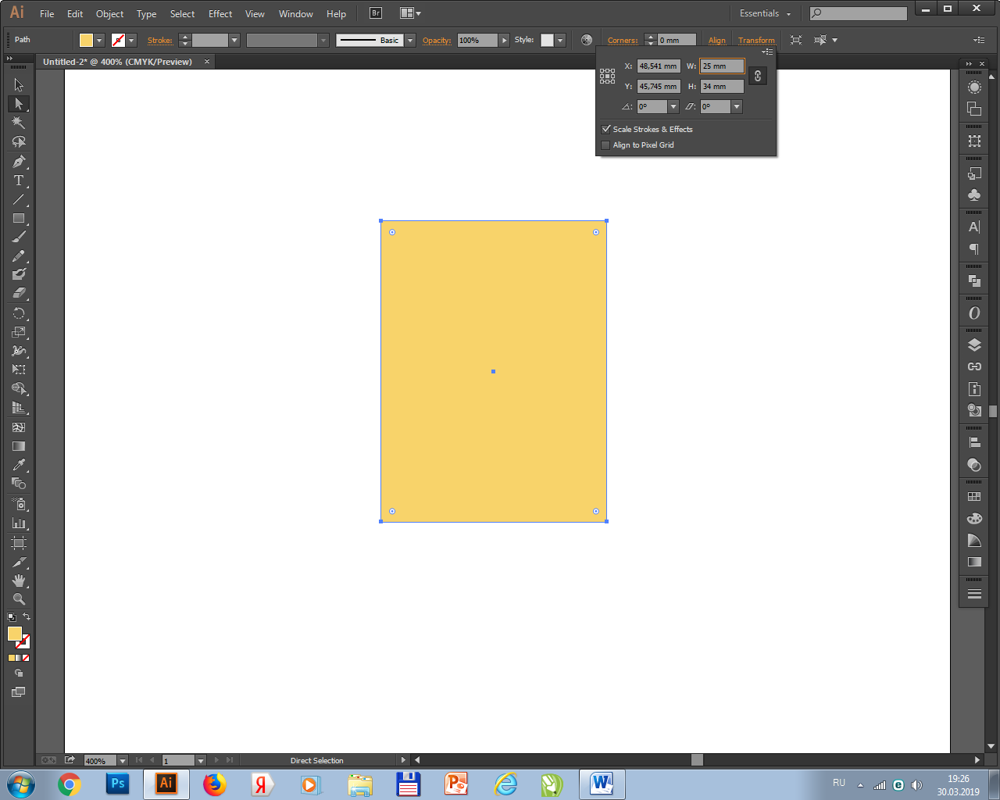 Ai File Edit Object Type Select Effect View Window Help Br Essentials
Path Stroke: Basic Opacity: 100% Style: Corners: 0 mm Align Transform
Untitled-2* @ 400% (CMYK/Preview)
X: 48,541 mm W: 25 mm
Y: 45,745 mm H: 34 mm
0° 0°
Scale Strokes & Effects
Align to Pixel Grid
400% 1 Direct Selection
Ps Ai Я P W RU 19:26
30.03.2019